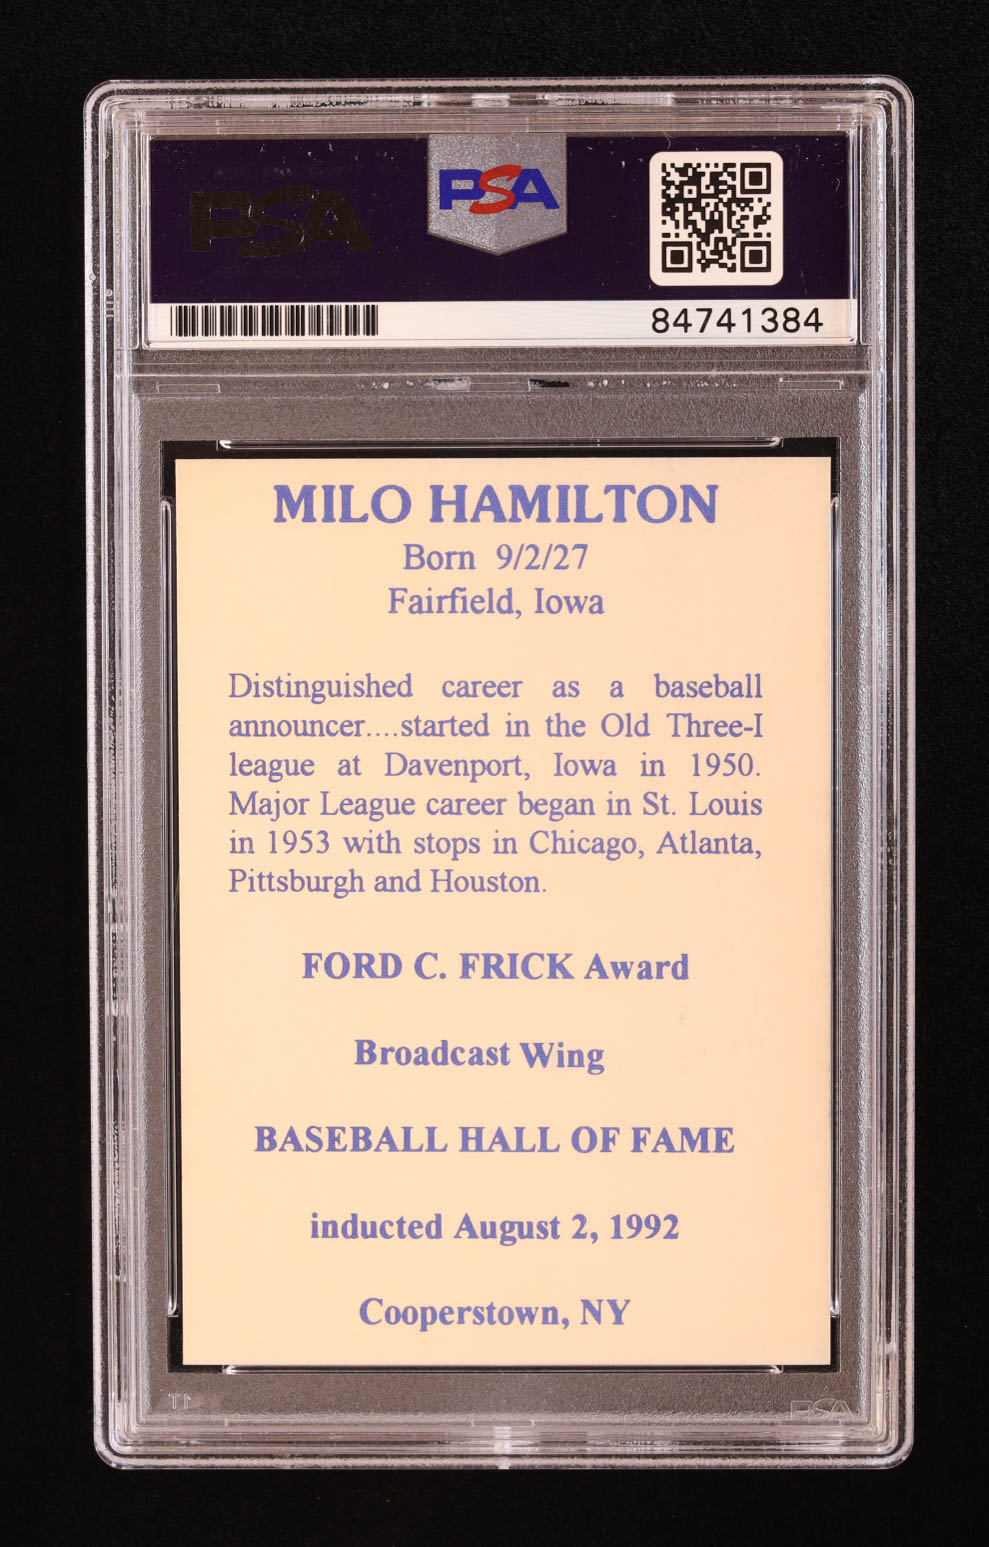 PSA PSA
84741384
MILO HAMILTON
Born 9/2/27
Fairfield, Iowa
Distinguished career as a baseball
announcer....started in the Old Three-I
league at Davenport, Iowa in 1950.
Major League career began in St. Louis
in 1953 with stops in Chicago, Atlanta,
Pittsburgh and Houston.
FORD C. FRICK Award
Broadcast Wing
BASEBALL HALL OF FAME
inducted August 2, 1992
Cooperstown, NY
PSA